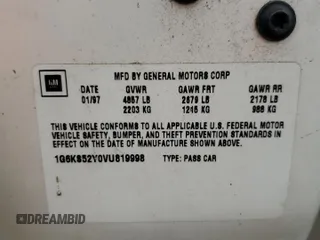 GM
MFD BY GENERAL MOTORS CORP
DATE GVWR GAWR FRT GAWR RR
01/97 4857 LB 2679 LB 2178 LB
2203 KG 1215 KG 988 KG
THIS VEHICLE CONFORMS TO ALL APPLICABLE U.S. FEDERAL MOTOR
VEHICLE SAFETY, BUMPER, AND THEFT PREVENTION STANDARDS
IN EFFECT ON THE DATE OF MANUFACTURE SHOWN ABOVE.
1G6KS52Y0VU819998 TYPE: PASS CAR
DREAMBID